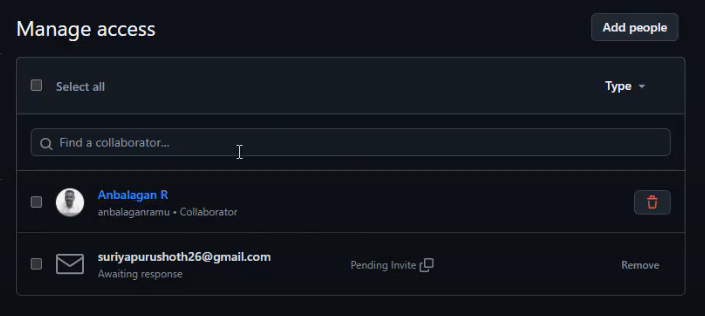 Manage access
Add people
Select all
Type
Find a collaborator...
Anbalagan R
anbalaganramu • Collaborator
suriyapurushoth26@gmail.com
Awaiting response
Pending Invite
Remove